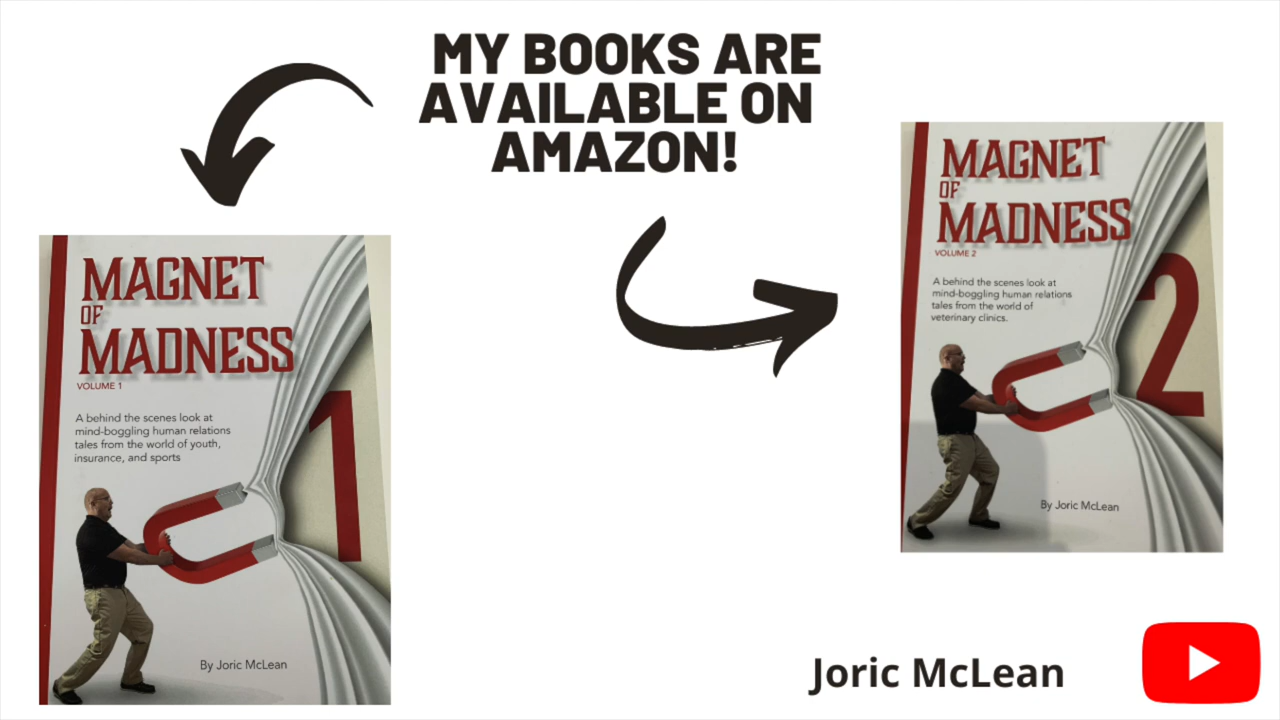 MY BOOKS ARE
AVAILABLE ON
AMAZON!
MAGNET
OF
MADNESS
VOLUME 1
A behind the scenes look at
mind-boggling human relations
tales from the world of youth,
insurance, and sports
1
By Joric McLean
MAGNET
OF
MADNESS
VOLUME 2
A behind the scenes look at
mind-boggling human relations
tales from the world of
veterinary clinics.
2
By Joric McLean
Joric McLean